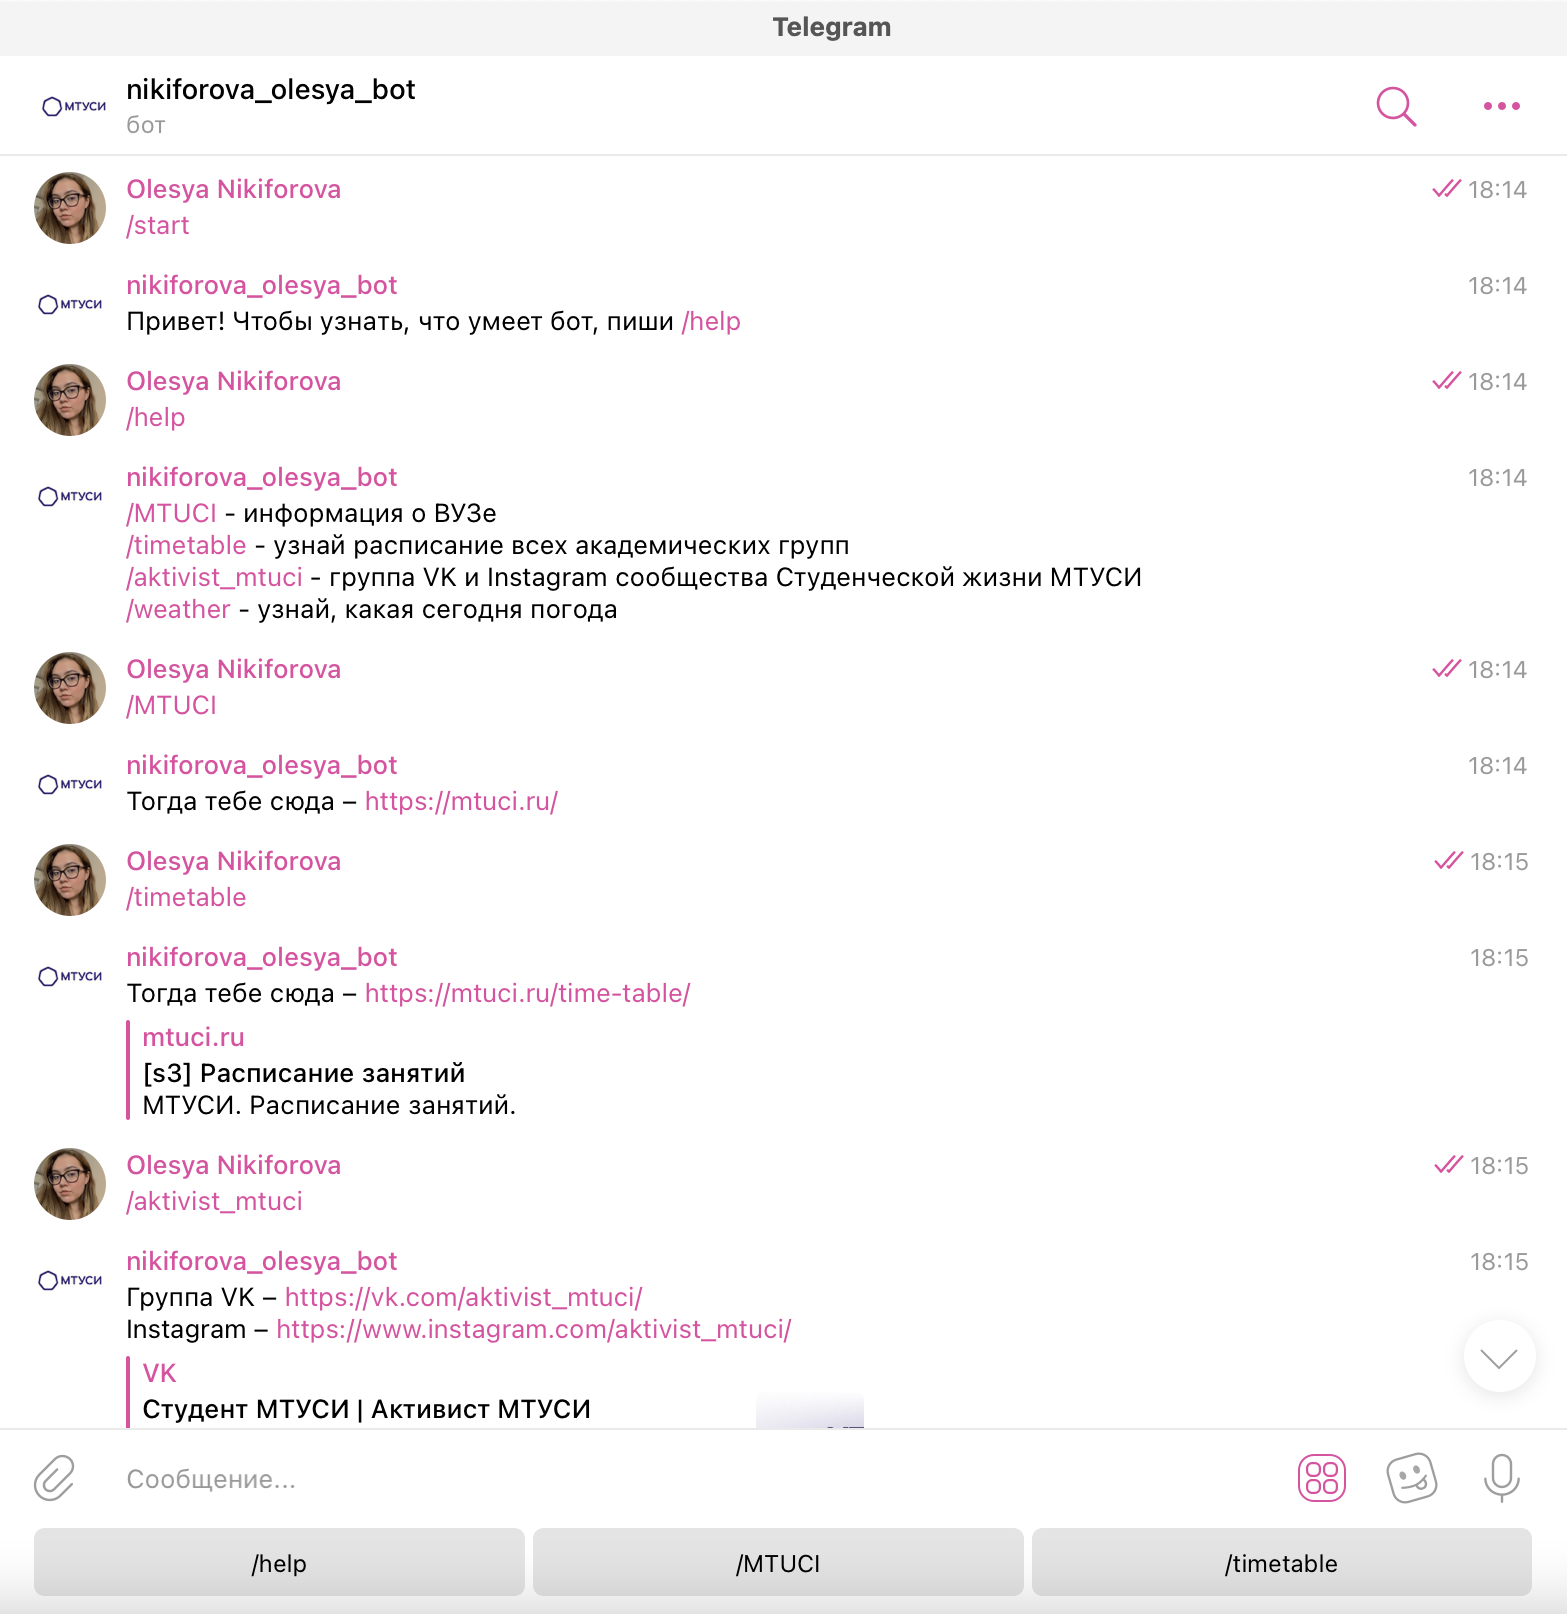 Telegram
МТУСИ
nikiforova_olesya_bot
бот
Olesya Nikiforova
18:14
/start
nikiforova_olesya_bot
18:14
МТУСИ
Привет! Чтобы узнать, что умеет бот, пиши /help
Olesya Nikiforova
18:14
/help
nikiforova_olesya_bot
18:14
МТУСИ
/MTUCI - информация о ВУЗе
/timetable - узнай расписание всех академических групп
/aktivist_mtuci - группа VK и Instagram сообщества Студенческой жизни МТУСИ
/weather - узнай, какая сегодня погода
Olesya Nikiforova
18:14
/MTUCI
nikiforova_olesya_bot
18:14
МТУСИ
Тогда тебе сюда – https://mtuci.ru/
Olesya Nikiforova
18:15
/timetable
nikiforova_olesya_bot
18:15
МТУСИ
Тогда тебе сюда – https://mtuci.ru/time-table/
mtuci.ru
[s3] Расписание занятий
МТУСИ. Расписание занятий.
Olesya Nikiforova
18:15
/aktivist_mtuci
nikiforova_olesya_bot
18:15
МТУСИ
Группа VK – https://vk.com/aktivist_mtuci/
Instagram – https://www.instagram.com/aktivist_mtuci/
VK
Студент МТУСИ | Активист МТУСИ
Сообщение...
/help
/MTUCI
/timetable